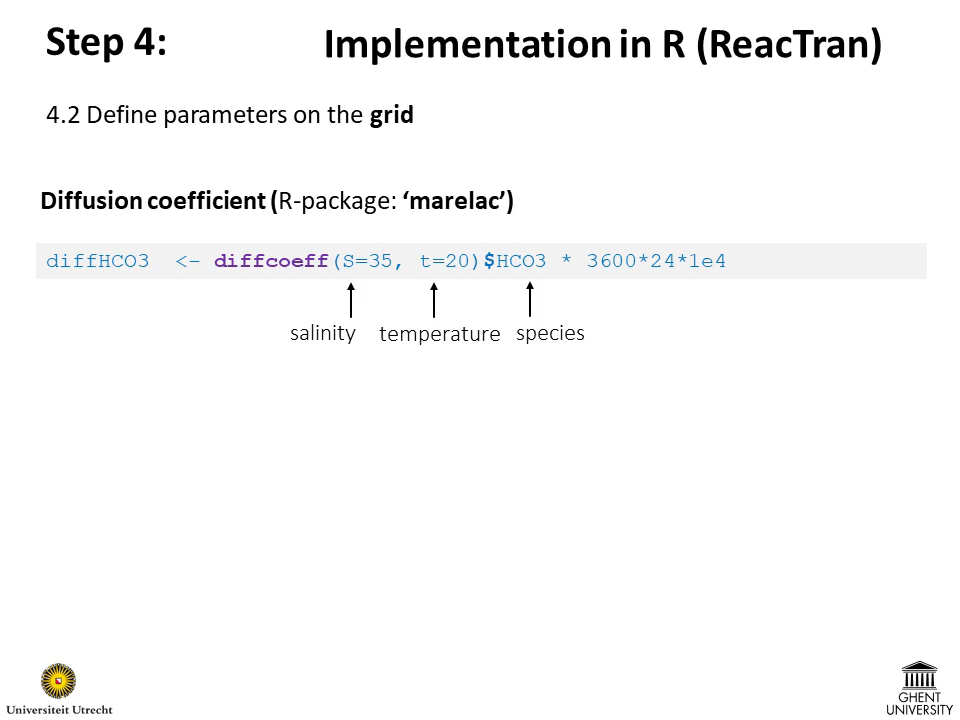 Step 4:
Implementation in R (ReacTran)
4.2 Define parameters on the grid
Diffusion coefficient (R-package: ‘marelac’)
diffHCO3  <- diffcoeff(S=35, t=20)$HCO3 * 3600*24*1e4
salinity temperature species
Universiteit Utrecht
GHENT
UNIVERSITY